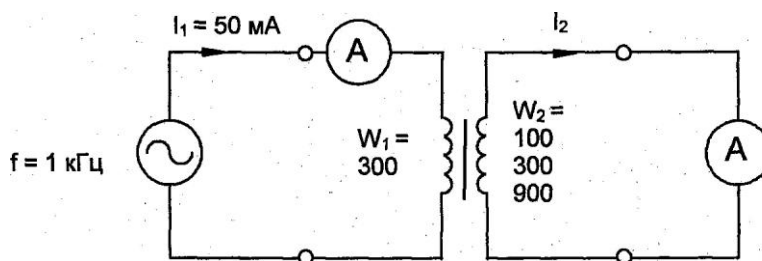 I₁ = 50 мА
I₂
A
W₁ =
300
W₂ =
100
300
900
A
f = 1 кГц